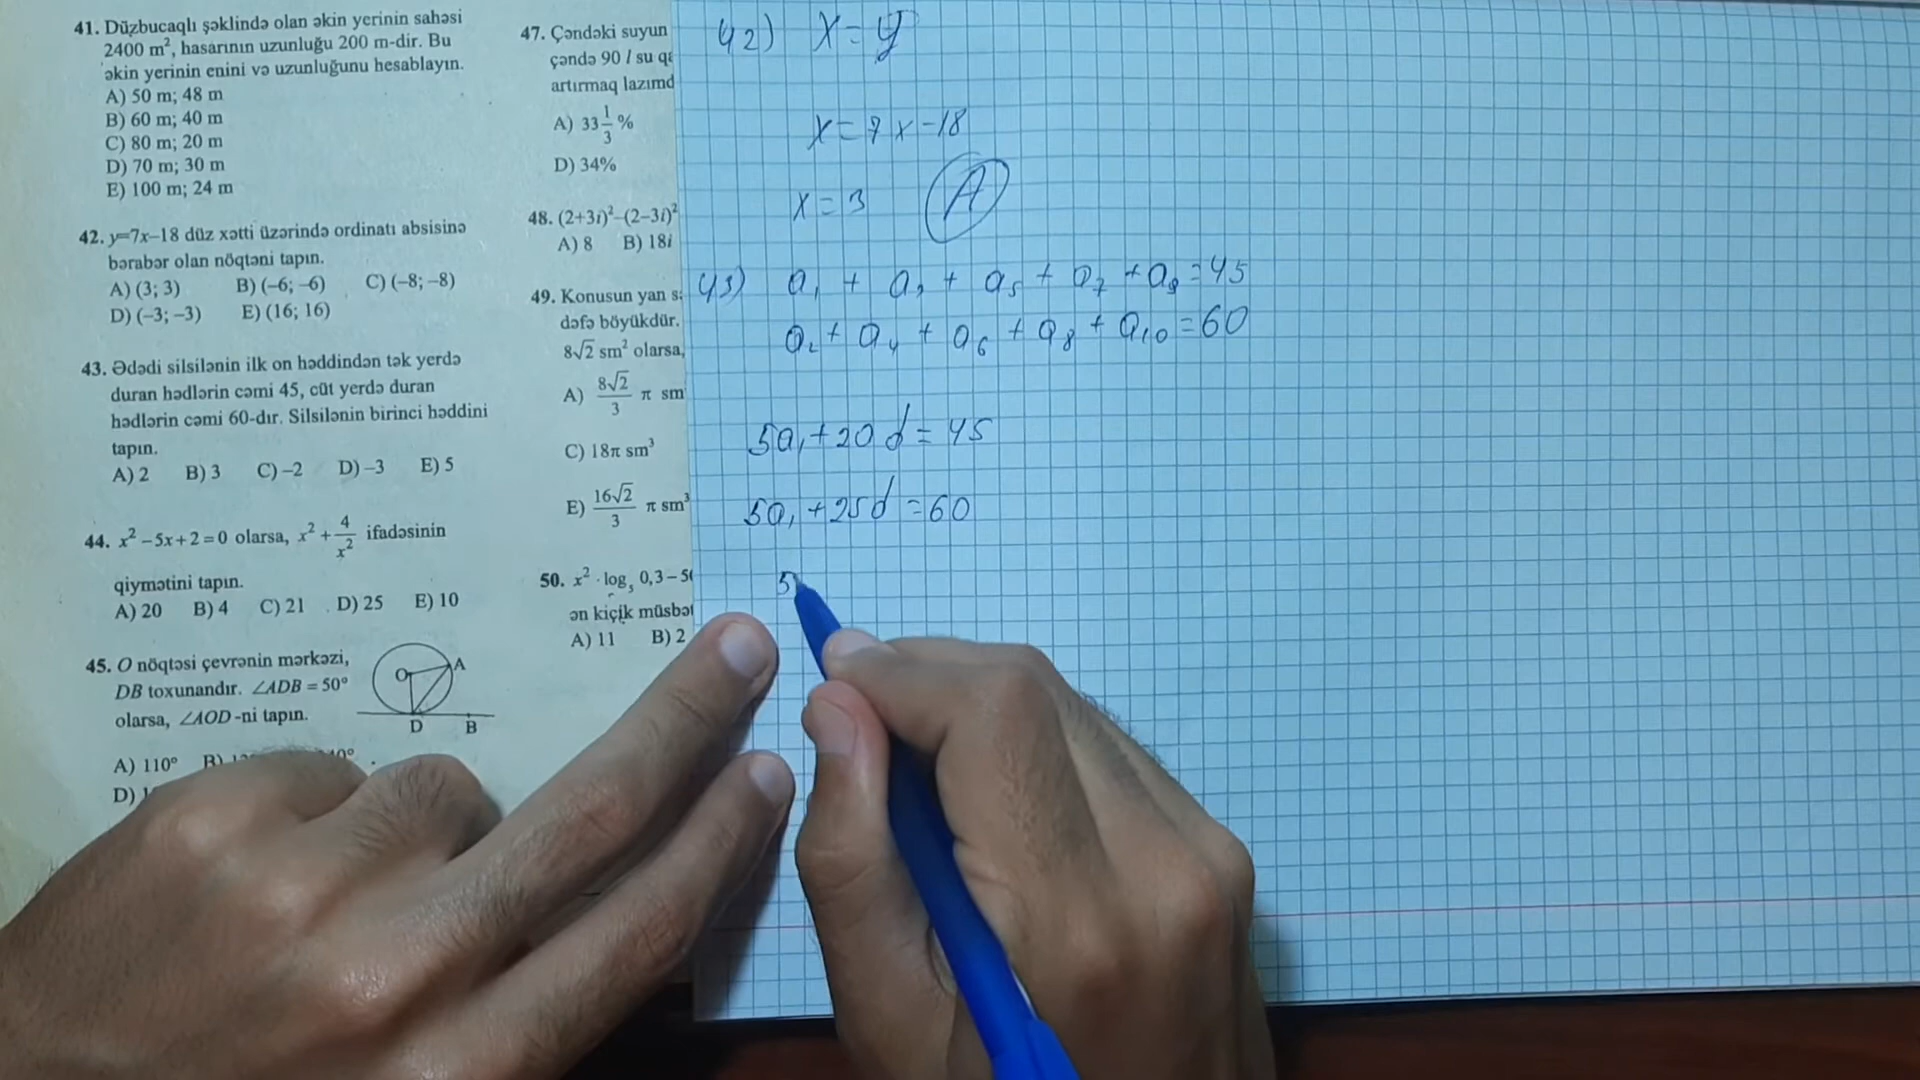 41. Düzbucaqlı şəklində olan əkin yerinin sahəsi
2400 m², hasarının uzunluğu 200 m-dir. Bu
əkin yerinin enini və uzunluğunu hesablayın.
A) 50 m; 48 m
B) 60 m; 40 m
C) 80 m; 20 m
D) 70 m; 30 m
E) 100 m; 24 m
42. y=7x–18 düz xətti üzərində ordinatı absisinə
bərabər olan nöqtəni tapın.
A) (3; 3) B) (–6; –6) C) (–8; –8)
D) (–3; –3) E) (16; 16)
43. Ədədi silsilənin ilk on həddindən tək yerdə
duran hədlərin cəmi 45, cüt yerdə duran
hədlərin cəmi 60-dır. Silsilənin birinci həddini
tapın.
A) 2 B) 3 C) –2 D) –3 E) 5
44. x² – 5x + 2 = 0 olarsa, x² + 4/x² ifadəsinin
qiymətini tapın.
A) 20 B) 4 C) 21 D) 25 E) 10
45. O nöqtəsi çevrənin mərkəzi,
DB toxunandır. ∠ADB = 50°
olarsa, ∠AOD -ni tapın.
O A
D B
A) 110° B)
D)
47. Çəndəki suyun
çəndə 90 l su
artırmaq
A) 33 1/3 %
D) 34%
48. (2+3i)²–(2–3i)²
A) 8 B) 18i
49. Konusun yan
dəfə böyükdür.
8√2 sm² olarsa,
A) 8√2/3 π sm
C) 18π sm³
E) 16√2/3 π sm³
50. x² · log₅ 0,3 – 5
ən kiçik
A) 11 B) 2
42) x = y
x = 7x - 18
x = 3 A
43) a₁ + a₃ + a₅ + a₇ + a₉ = 45
a₂ + a₄ + a₆ + a₈ + a₁₀ = 60
5a₁ + 20d = 45
5a₁ + 25d = 60
5